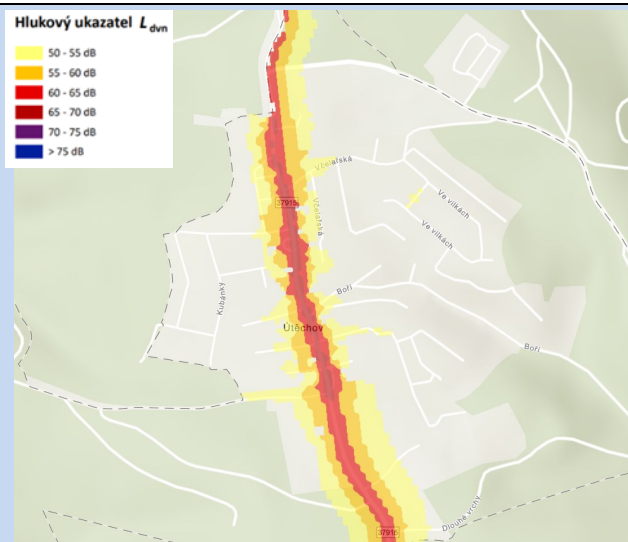 Hlukový ukazatel L dvn
50 - 55 dB
55 - 60 dB
60 - 65 dB
65 - 70 dB
70 - 75 dB
> 75 dB
Včelařská
37915
Včelařská
Ve vilkách
Ve vilkách
Kubánky
Boří
Útěchov
Boří
Dlouhé vrchy
37915